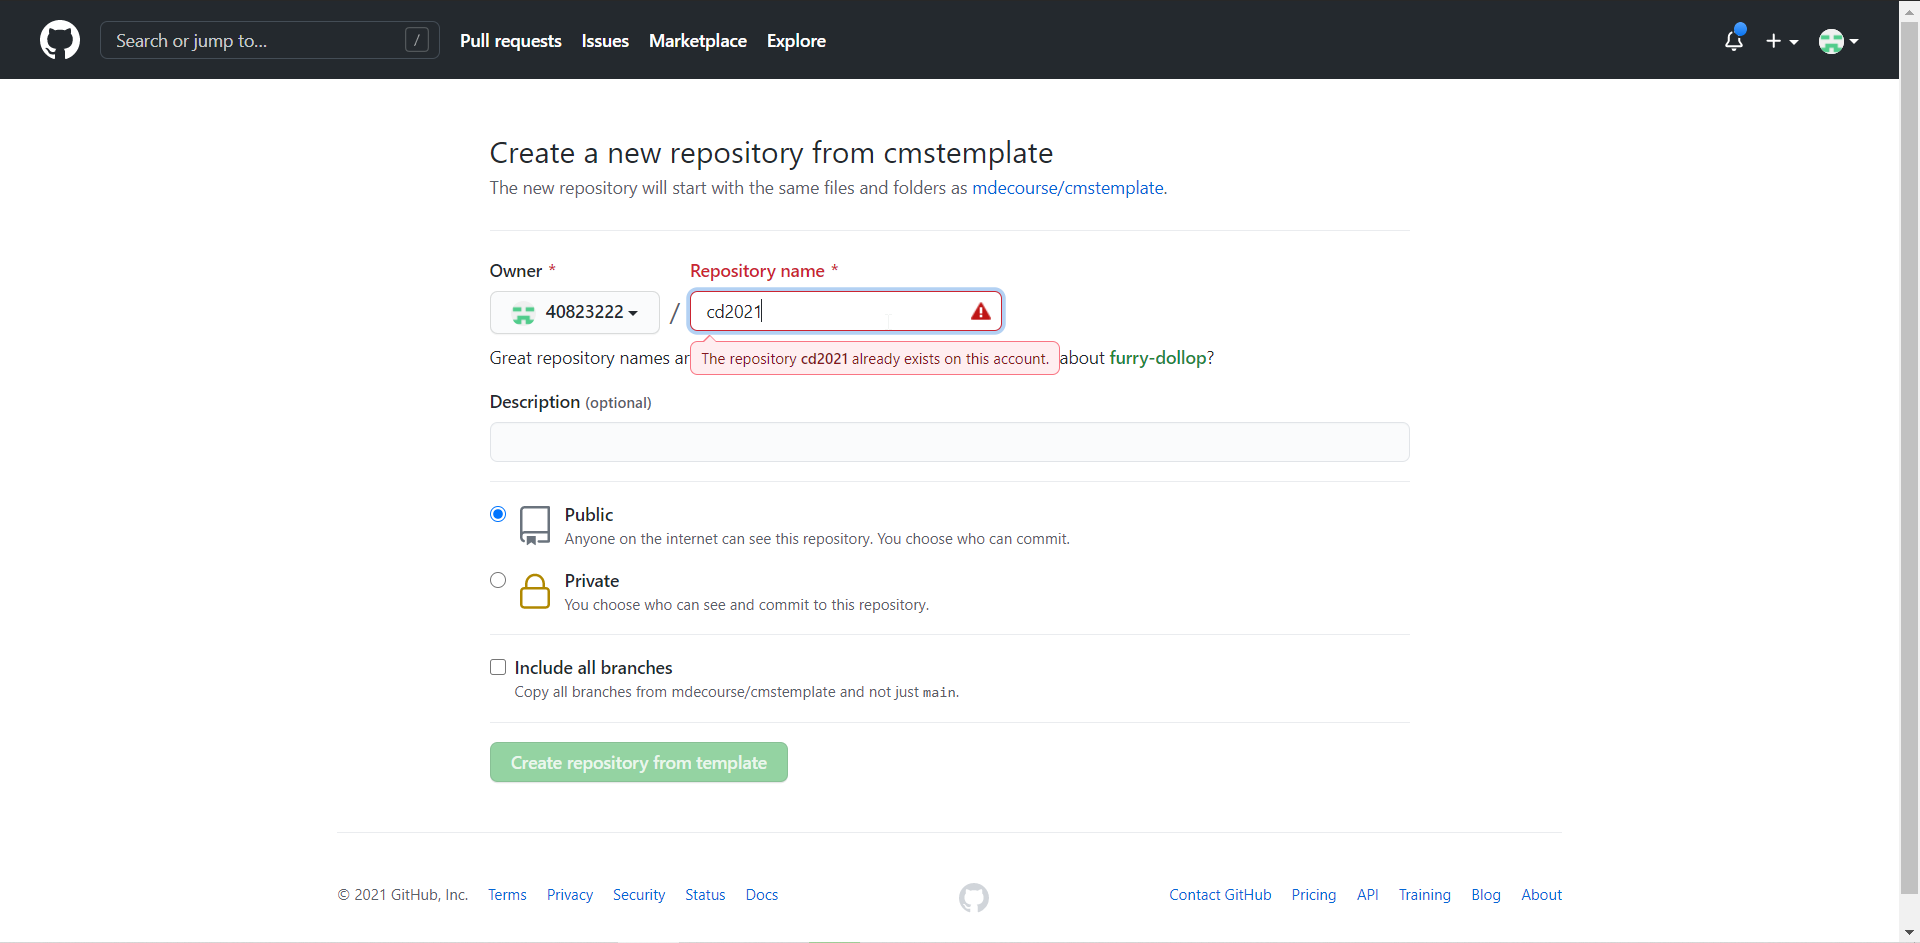 Search or jump to... /
Pull requests Issues Marketplace Explore
Create a new repository from cmstemplate
The new repository will start with the same files and folders as mdecourse/cmstemplate.
Owner * Repository name *
40823222 / cd2021
Great repository names ar about furry-dollop?
The repository cd2021 already exists on this account.
Description (optional)
Public
Anyone on the internet can see this repository. You choose who can commit.
Private
You choose who can see and commit to this repository.
Include all branches
Copy all branches from mdecourse/cmstemplate and not just main.
Create repository from template
© 2021 GitHub, Inc. Terms Privacy Security Status Docs Contact GitHub Pricing API Training Blog About